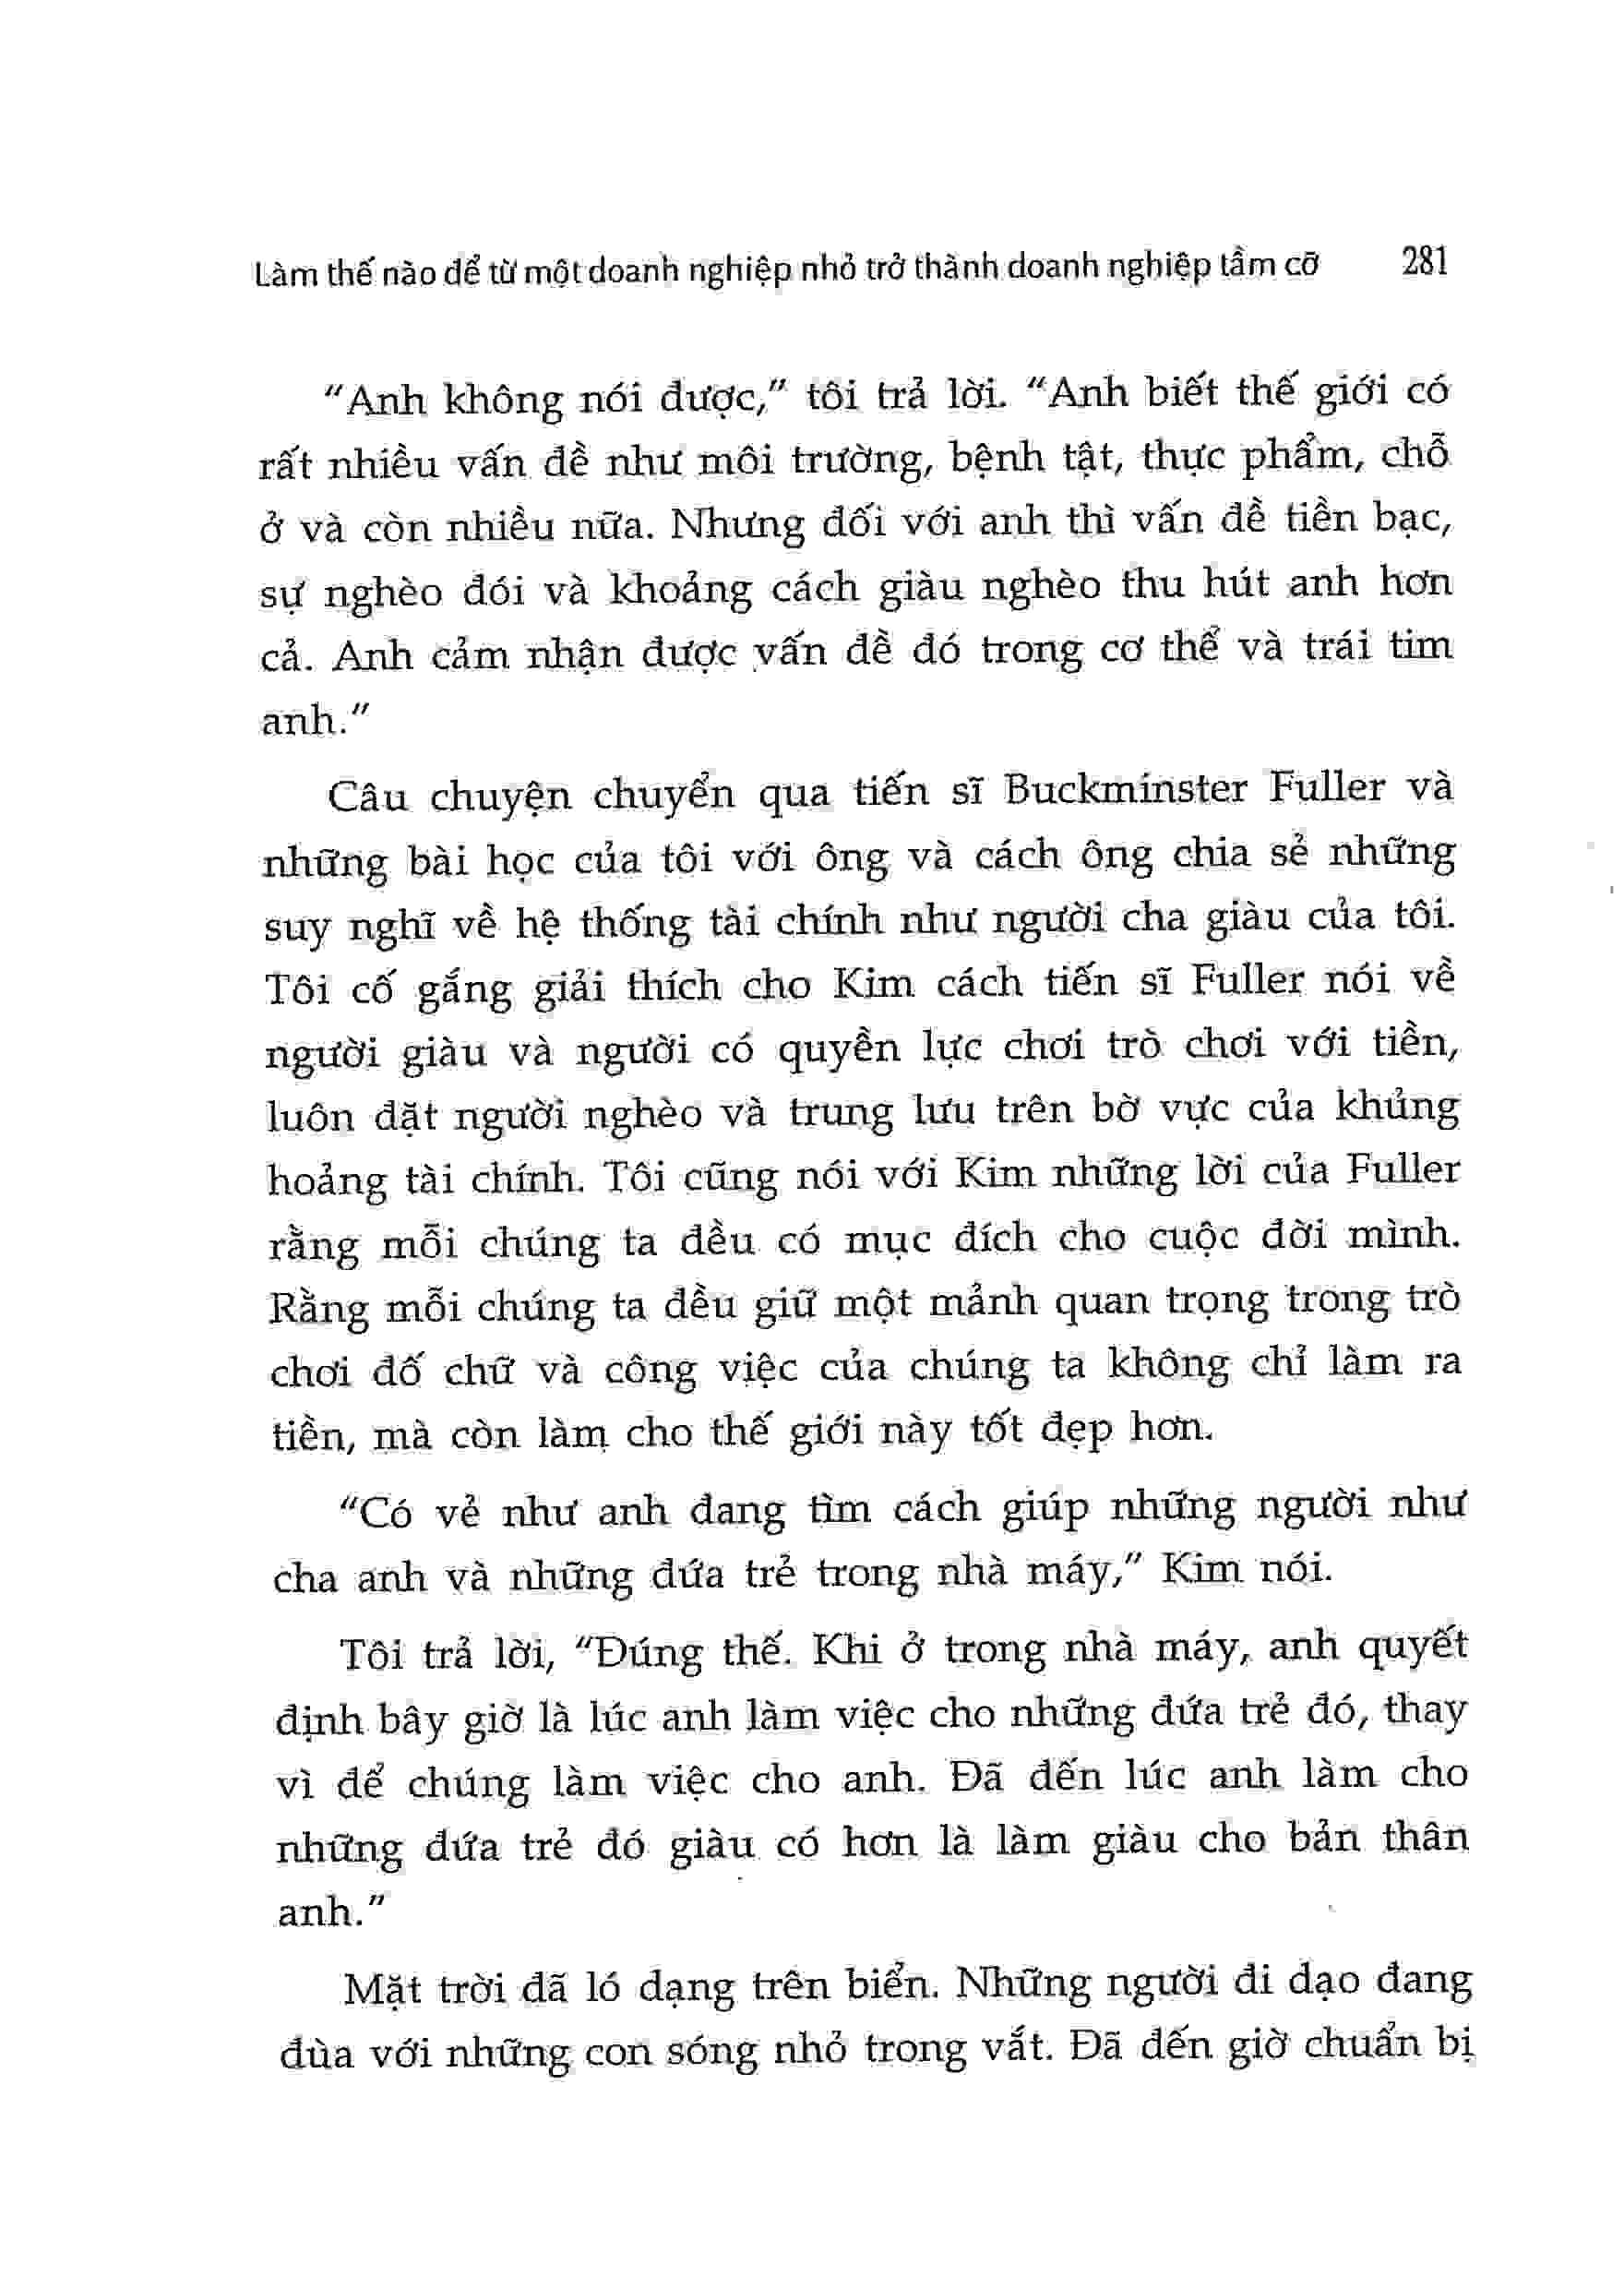 Làm thế nào để từ một doanh nghiệp nhỏ trở thành doanh nghiệp tầm cỡ 281
“Anh không nói được,” tôi trả lời. “Anh biết thế giới có
rất nhiều vấn đề như môi trường, bệnh tật, thực phẩm, chỗ
ở và còn nhiều nữa. Nhưng đối với anh thì vấn đề tiền bạc,
sự nghèo đói và khoảng cách giàu nghèo thu hút anh hơn
cả. Anh cảm nhận được vấn đề đó trong cơ thể và trái tim
anh.”
Câu chuyện chuyển qua tiến sĩ Buckminster Fuller và
những bài học của tôi với ông và cách ông chia sẻ những
suy nghĩ về hệ thống tài chính như người cha giàu của tôi.
Tôi cố gắng giải thích cho Kim cách tiến sĩ Fuller nói về
người giàu và người có quyền lực chơi trò chơi với tiền,
luôn đặt người nghèo và trung lưu trên bờ vực của khủng
hoảng tài chính. Tôi cũng nói với Kim những lời của Fuller
rằng mỗi chúng ta đều có mục đích cho cuộc đời mình.
Rằng mỗi chúng ta đều giữ một mảnh quan trọng trong trò
chơi đố chữ và công việc của chúng ta không chỉ làm ra
tiền, mà còn làm cho thế giới này tốt đẹp hơn.
“Có vẻ như anh đang tìm cách giúp những người như
cha anh và những đứa trẻ trong nhà máy,” Kim nói.
Tôi trả lời, “Đúng thế. Khi ở trong nhà máy, anh quyết
định bây giờ là lúc anh làm việc cho những đứa trẻ đó, thay
vì để chúng làm việc cho anh. Đã đến lúc anh làm cho
những đứa trẻ đó giàu có hơn là làm giàu cho bản thân
anh.”
Mặt trời đã ló dạng trên biển. Những người đi dạo đang
đùa với những con sóng nhỏ trong vắt. Đã đến giờ chuẩn bị